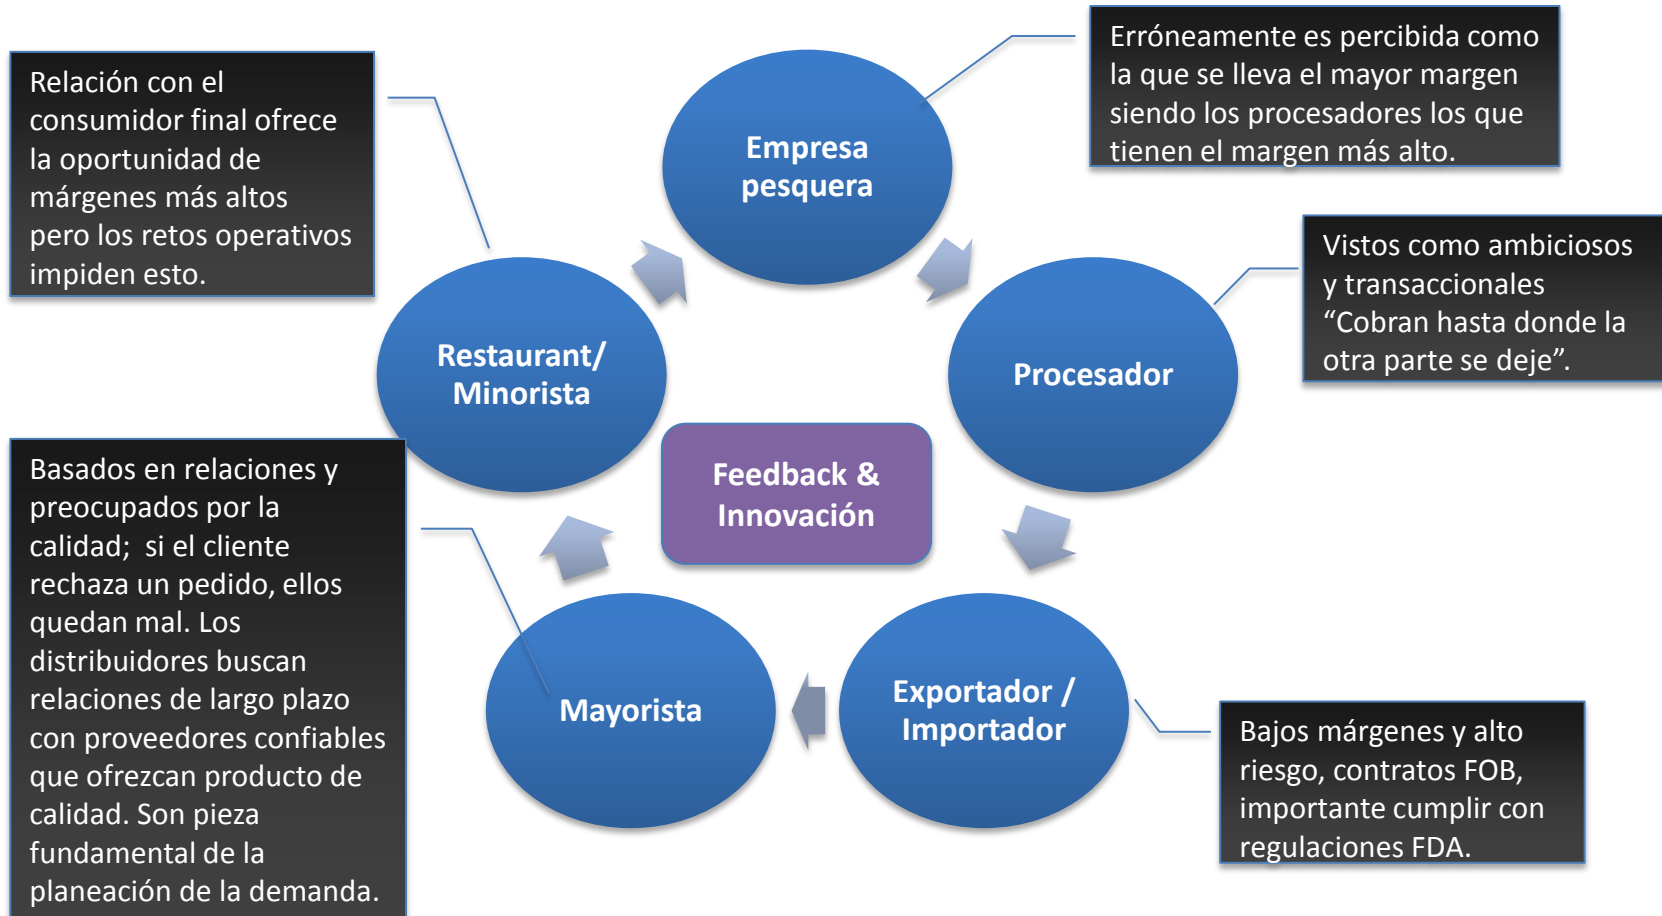 Relación con el
consumidor final ofrece
la oportunidad de
márgenes más altos
pero los retos operativos
impiden esto.
Empresa
pesquera
Erróneamente es percibida como
la que se lleva el mayor margen
siendo los procesadores los que
tienen el margen más alto.
Vistos como ambiciosos
y transaccionales
“Cobran hasta donde la
otra parte se deje”.
Restaurant/
Minorista
Procesador
Feedback &
Innovación
Basados en relaciones y
preocupados por la
calidad;  si el cliente
rechaza un pedido, ellos
quedan mal. Los
distribuidores buscan
relaciones de largo plazo
con proveedores confiables
que ofrezcan producto de
calidad. Son pieza
fundamental de la
planeación de la demanda.
Mayorista
Exportador /
Importador
Bajos márgenes y alto
riesgo, contratos FOB,
importante cumplir con
regulaciones FDA.